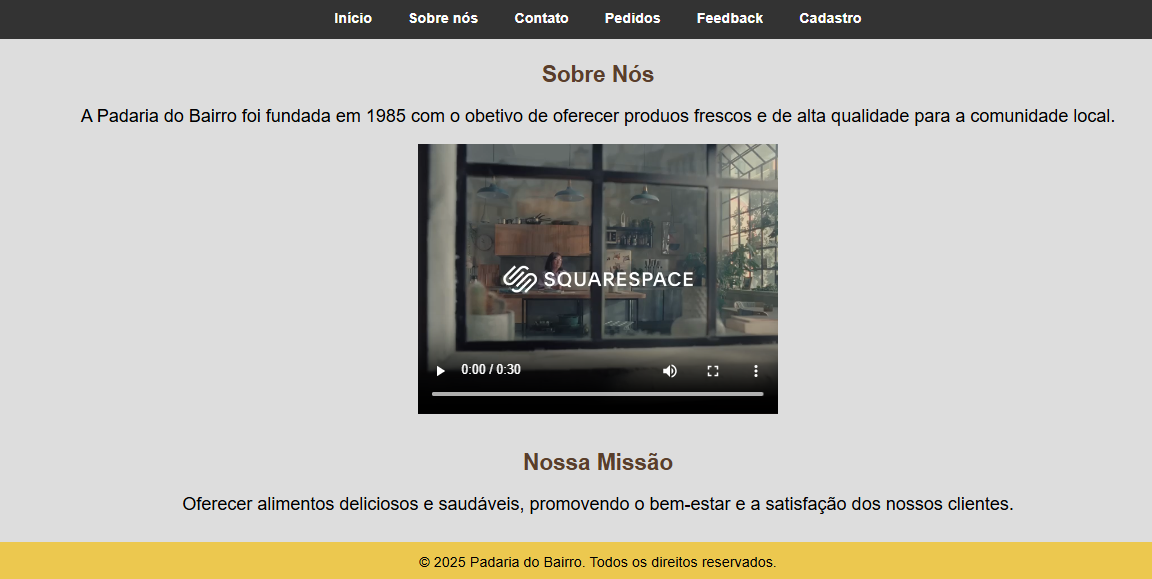 Início Sobre nós Contato Pedidos Feedback Cadastro
Sobre Nós
A Padaria do Bairro foi fundada em 1985 com o obetivo de oferecer produos frescos e de alta qualidade para a comunidade local.
SQUARESPACE
0:00 / 0:30
Nossa Missão
Oferecer alimentos deliciosos e saudáveis, promovendo o bem-estar e a satisfação dos nossos clientes.
© 2025 Padaria do Bairro. Todos os direitos reservados.